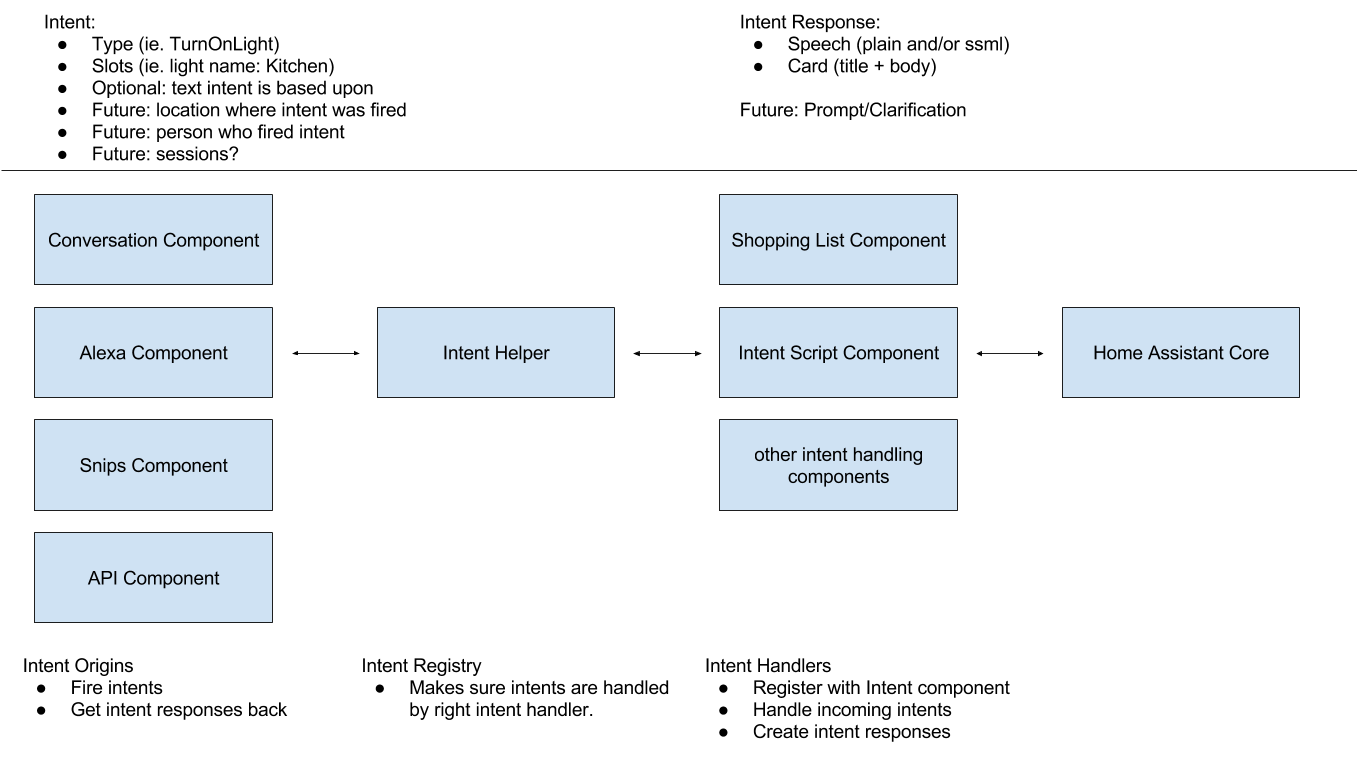 Intent:
● Type (ie. TurnOnLight)
● Slots (ie. light name: Kitchen)
● Optional: text intent is based upon
● Future: location where intent was fired
● Future: person who fired intent
● Future: sessions?
Intent Response:
● Speech (plain and/or ssml)
● Card (title + body)
Future: Prompt/Clarification
Conversation Component
Shopping List Component
Alexa Component
Intent Helper
Intent Script Component
Home Assistant Core
Snips Component
other intent handling
components
API Component
Intent Origins
● Fire intents
● Get intent responses back
Intent Registry
● Makes sure intents are handled
by right intent handler.
Intent Handlers
● Register with Intent component
● Handle incoming intents
● Create intent responses